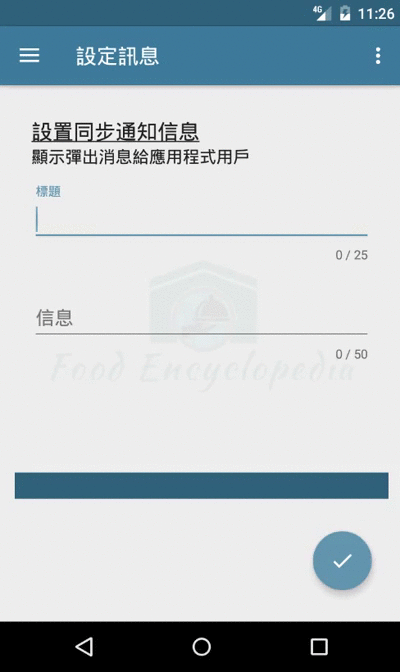 4G 11:26
設定訊息
設置同步通知信息
顯示彈出消息給應用程式用戶
標題
0 / 25
信息
0 / 50
Food Encyclopedia